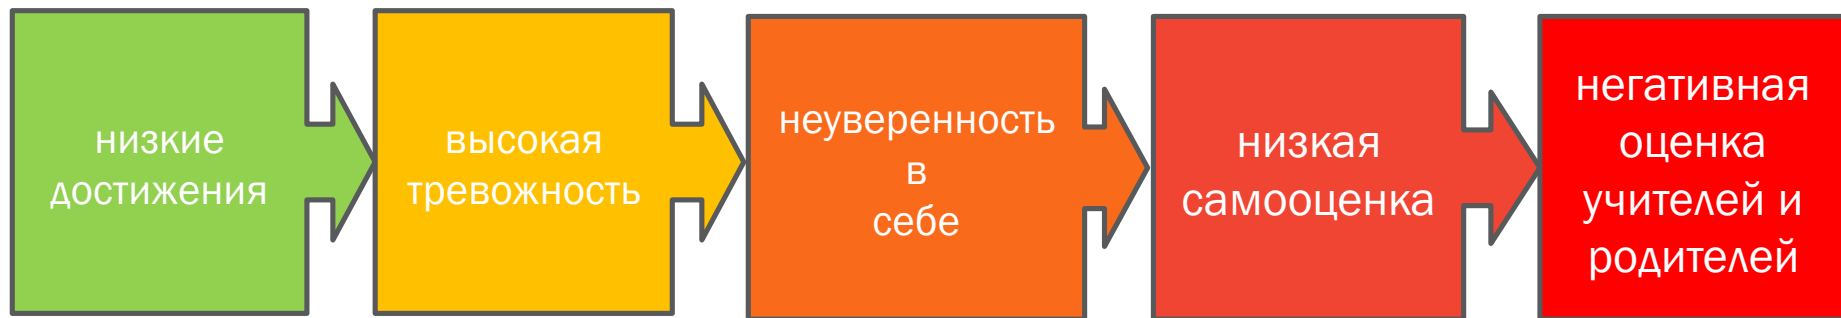 низкие
достижения
высокая
тревожность
неуверенность
в
себе
низкая
самооценка
негативная
оценка
учителей и
родителей